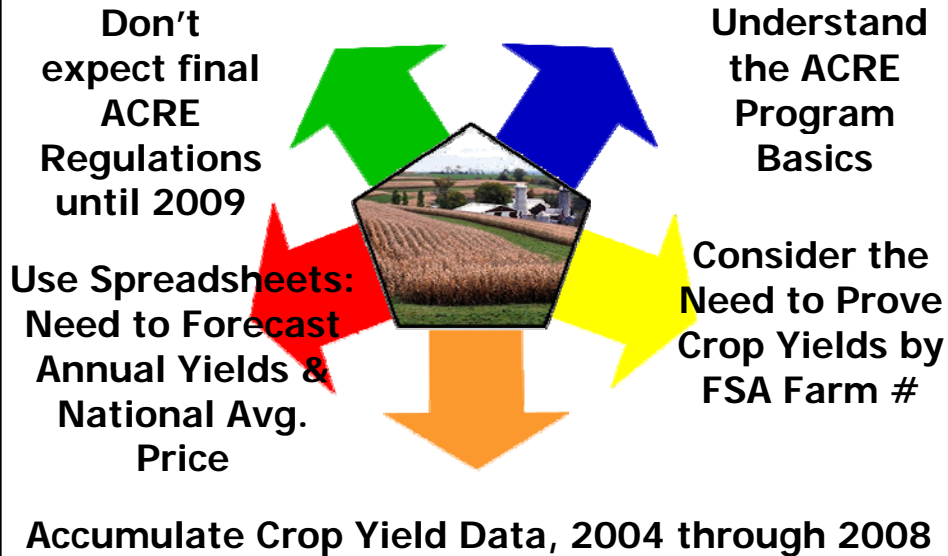 Don't
expect final
ACRE
Regulations
until 2009
Understand
the ACRE
Program
Basics
Use Spreadsheets:
Need to Forecast
Annual Yields &
National Avg.
Price
Consider the
Need to Prove
Crop Yields by
FSA Farm #
Accumulate Crop Yield Data, 2004 through 2008